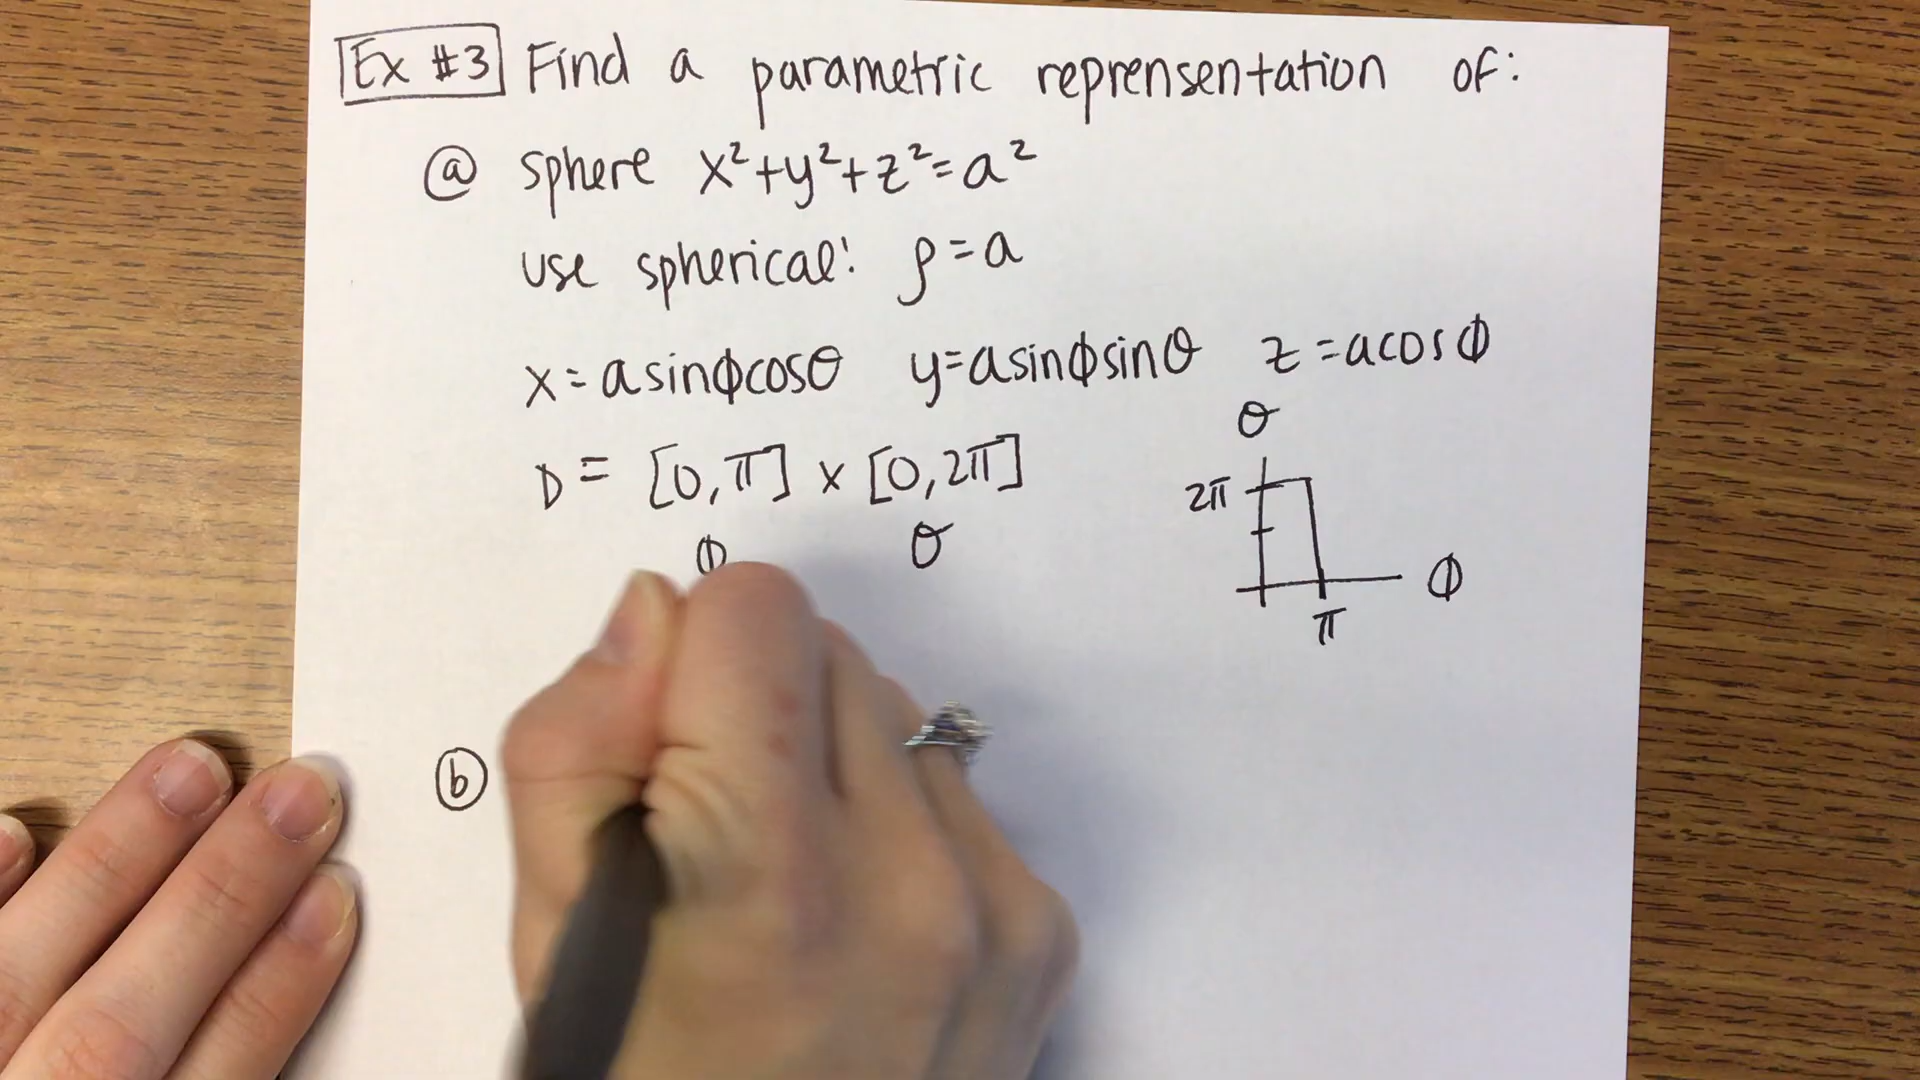 Ex #3 Find a parametric reprensentation of:
ⓐ sphere x²+y²+z²=a²
use spherical: ρ=a
x=asinϕcosθ y=asinϕsinθ z=acosϕ
D = [0,π] x [0,2π]
ϕ θ
θ
2π
ϕ
π
ⓑ